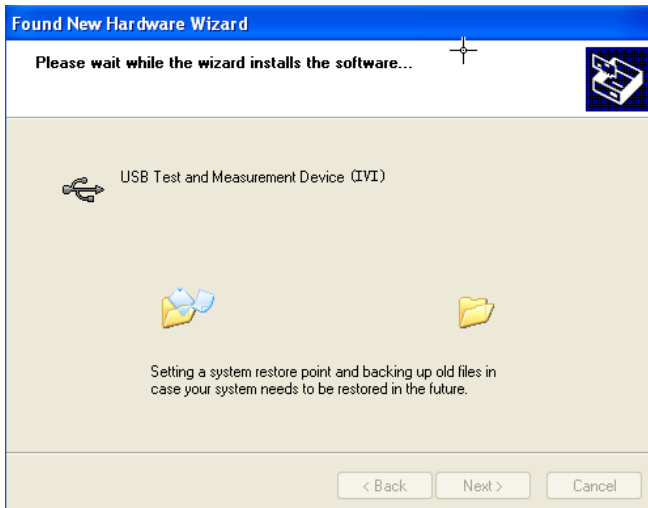 Found New Hardware Wizard
Please wait while the wizard installs the software...
USB Test and Measurement Device (IVI)
Setting a system restore point and backing up old files in
case your system needs to be restored in the future.
< Back Next > Cancel